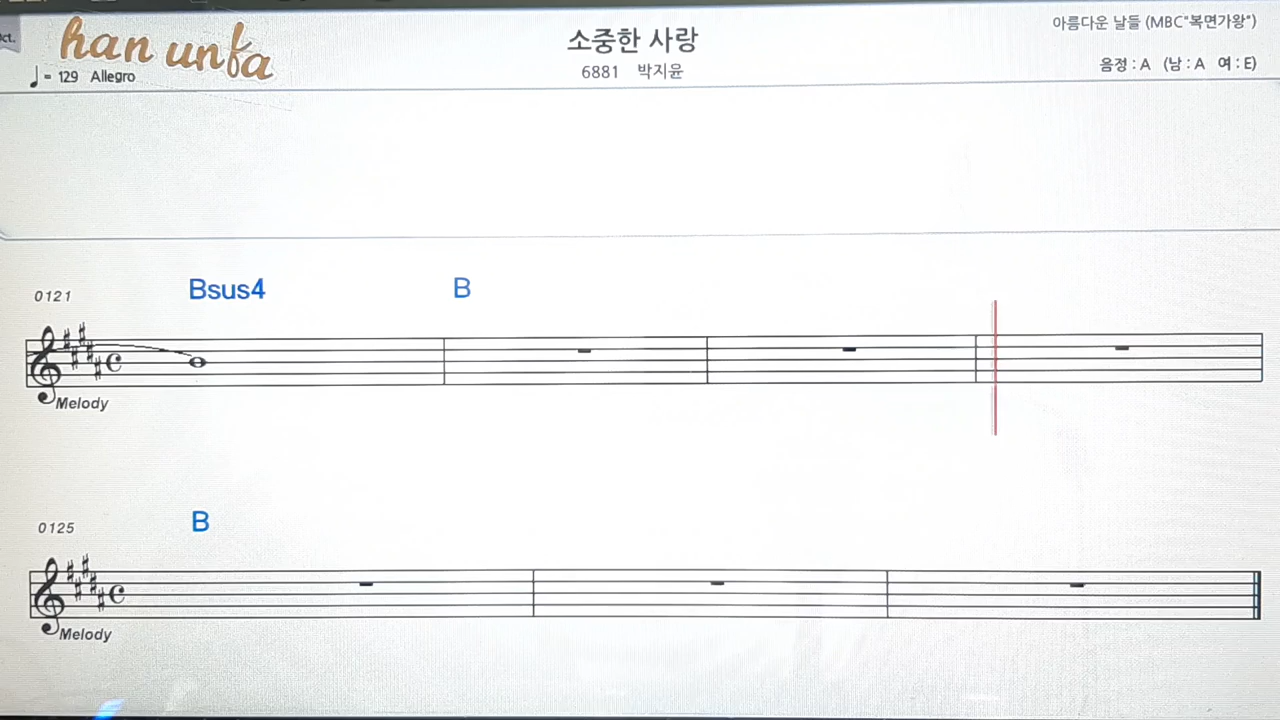 ct.
han unfa
♩= 129 Allegro
소중한 사랑
6881 박지윤
아름다운 날들 (MBC"복면가왕")
음정 : A (남 : A 여 : E)
0121
Bsus4 B
Melody
0125
B
Melody